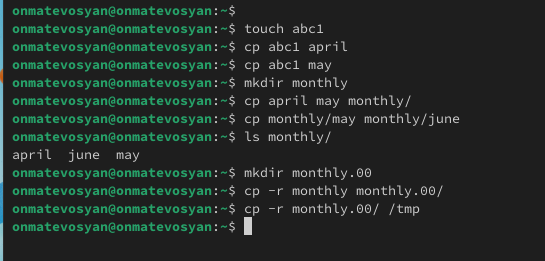 onmatevosyan@onmatevosyan:~$
onmatevosyan@onmatevosyan:~$ touch abc1
onmatevosyan@onmatevosyan:~$ cp abc1 april
onmatevosyan@onmatevosyan:~$ cp abc1 may
onmatevosyan@onmatevosyan:~$ mkdir monthly
onmatevosyan@onmatevosyan:~$ cp april may monthly/
onmatevosyan@onmatevosyan:~$ cp monthly/may monthly/june
onmatevosyan@onmatevosyan:~$ ls monthly/
april  june  may
onmatevosyan@onmatevosyan:~$ mkdir monthly.00
onmatevosyan@onmatevosyan:~$ cp -r monthly monthly.00/
onmatevosyan@onmatevosyan:~$ cp -r monthly.00/ /tmp
onmatevosyan@onmatevosyan:~$